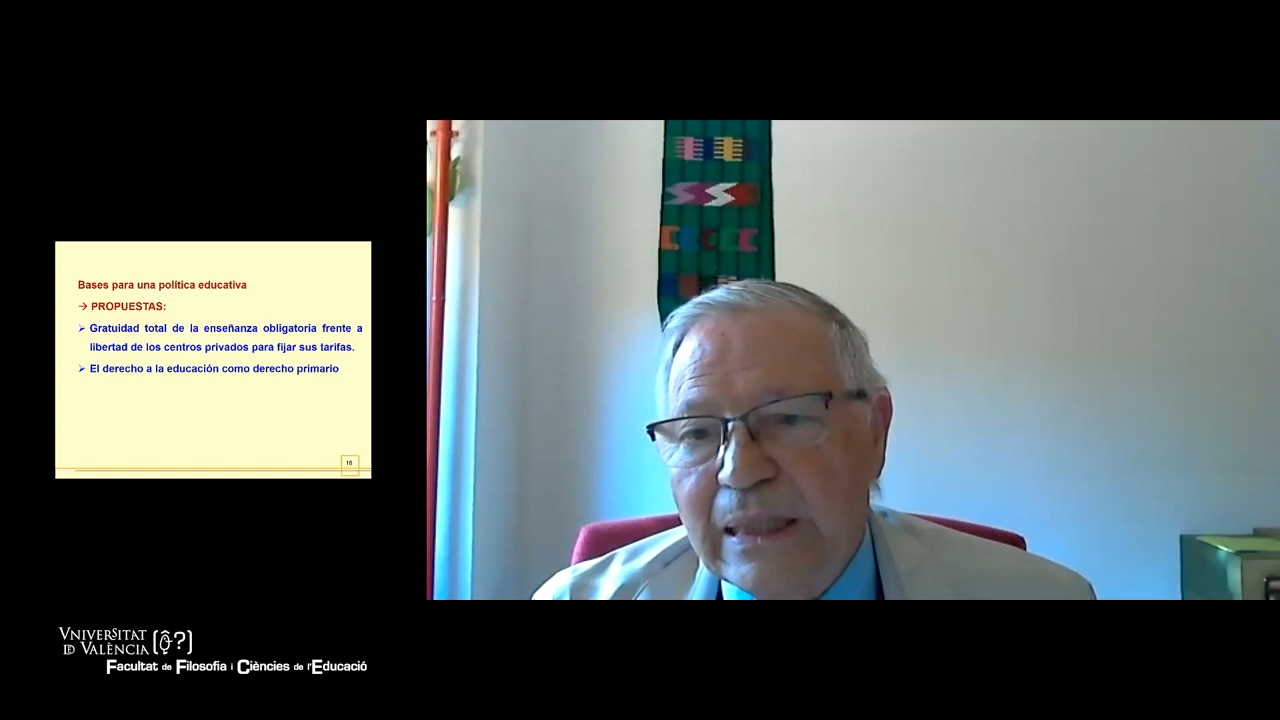 Bases para una política educativa
→ PROPUESTAS:
➢ Gratuidad total de la enseñanza obligatoria frente a
libertad de los centros privados para fijar sus tarifas.
➢ El derecho a la educación como derecho primario
16
VNIVERSITAT
ID VALÈNCIA
Facultat de Filosofia i Ciències de l'Educació